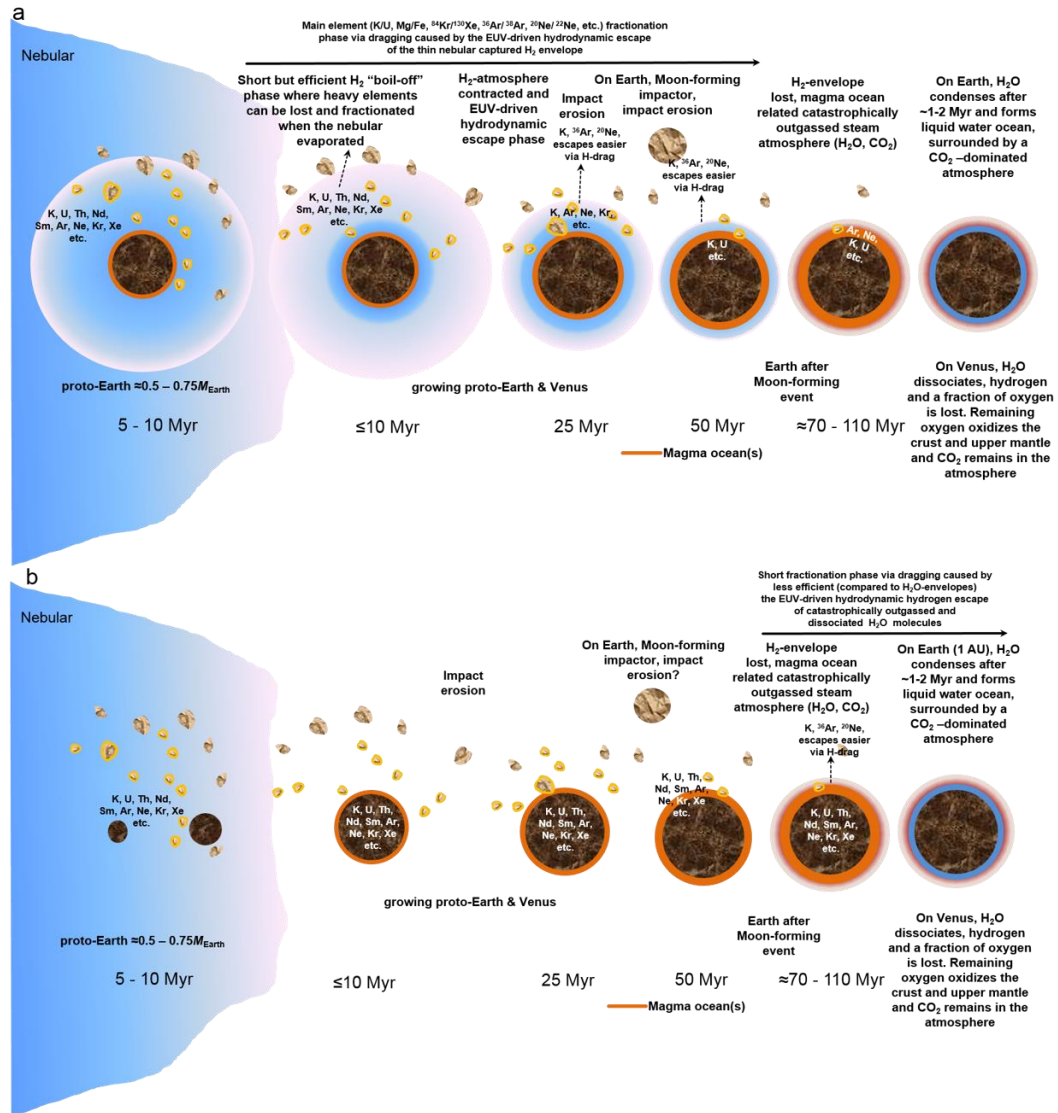 a
Main element (K/U, Mg/Fe, ⁸⁴Kr/¹³⁰Xe, ³⁶Ar/ ³⁸Ar, ²⁰Ne/ ²²Ne, etc.) fractionation
phase via dragging caused by the EUV-driven hydrodynamic escape
of the thin nebular captured H₂ envelope
Nebular
Short but efficient H₂ “boil-off”
phase where heavy elements
can be lost and fractionated
when the nebular
evaporated
H₂-atmosphere
contracted and
EUV-driven
hydrodynamic
escape phase
Impact
erosion
K, ³⁶Ar, ²⁰Ne,
escapes easier
via H-drag
On Earth, Moon-forming
impactor,
impact erosion
K, ³⁶Ar, ²⁰Ne,
escapes easier
via H-drag
H₂-envelope
lost, magma ocean
related catastrophically
outgassed steam
atmosphere (H₂O, CO₂)
On Earth, H₂O
condenses after
~1-2 Myr and forms
liquid water ocean,
surrounded by a
CO₂ –dominated
atmosphere
K, U, Th, Nd,
Sm, Ar, Ne, Kr, Xe
etc.
K, U, Th, Nd,
Sm, Ar, Ne, Kr, Xe
etc.
K, Ar, Ne, Kr,
etc.
K, U
etc.
Ar, Ne,
K, U
etc.
proto-Earth ≈0.5 – 0.75M_Earth
growing proto-Earth & Venus
Earth after
Moon-forming
event
On Venus, H₂O
dissociates, hydrogen
and a fraction of oxygen
is lost. Remaining
oxygen oxidizes the
crust and upper mantle
and CO₂ remains in the
atmosphere
5 - 10 Myr
≤10 Myr
25 Myr
50 Myr
≈70 - 110 Myr
Magma ocean(s)
b
Short fractionation phase via dragging caused by
less efficient (compared to H₂O-envelopes)
the EUV-driven hydrodynamic hydrogen escape
of catastrophically outgassed and
dissociated H₂O molecules
Nebular
Impact
erosion
On Earth, Moon-forming
impactor, impact
erosion?
H₂-envelope
lost, magma ocean
related catastrophically
outgassed steam
atmosphere (H₂O, CO₂)
K, ³⁶Ar, ²⁰Ne,
escapes easier
via H-drag
On Earth (1 AU), H₂O
condenses after
~1-2 Myr and forms
liquid water ocean,
surrounded by a
CO₂ –dominated
atmosphere
K, U, Th, Nd,
Sm, Ar, Ne, Kr, Xe
etc.
K, U, Th,
Nd, Sm, Ar,
Ne, Kr, Xe
etc.
K, U, Th,
Nd, Sm, Ar,
Ne, Kr, Xe
etc.
K, U, Th,
Nd, Sm, Ar,
Ne, Kr, Xe
etc.
K, U, Th,
Nd, Sm, Ar,
Ne, Kr, Xe
etc.
proto-Earth ≈0.5 – 0.75M_Earth
growing proto-Earth & Venus
Earth after
Moon-forming
event
On Venus, H₂O
dissociates, hydrogen
and a fraction of oxygen
is lost. Remaining
oxygen oxidizes the
crust and upper mantle
and CO₂ remains in the
atmosphere
5 - 10 Myr
≤10 Myr
25 Myr
50 Myr
≈70 - 110 Myr
Magma ocean(s)